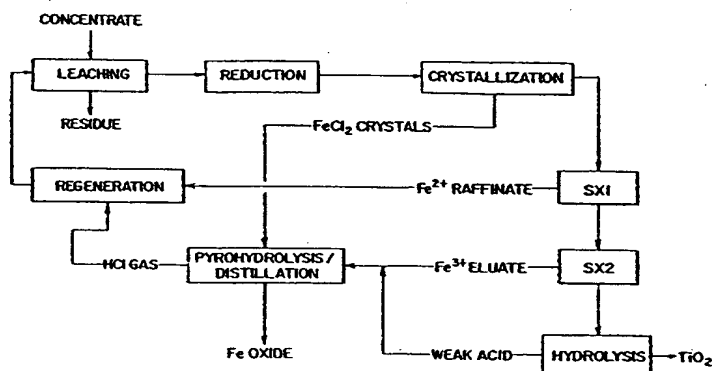 CONCENTRATE
LEACHING
REDUCTION
CRYSTALLIZATION
RESIDUE
FeCl₂ CRYSTALS
REGENERATION
Fe²⁺ RAFFINATE
SX1
HCl GAS
PYROHYDROLYSIS/
DISTILLATION
Fe³⁺ ELUATE
SX2
Fe OXIDE
WEAK ACID
HYDROLYSIS
TiO₂